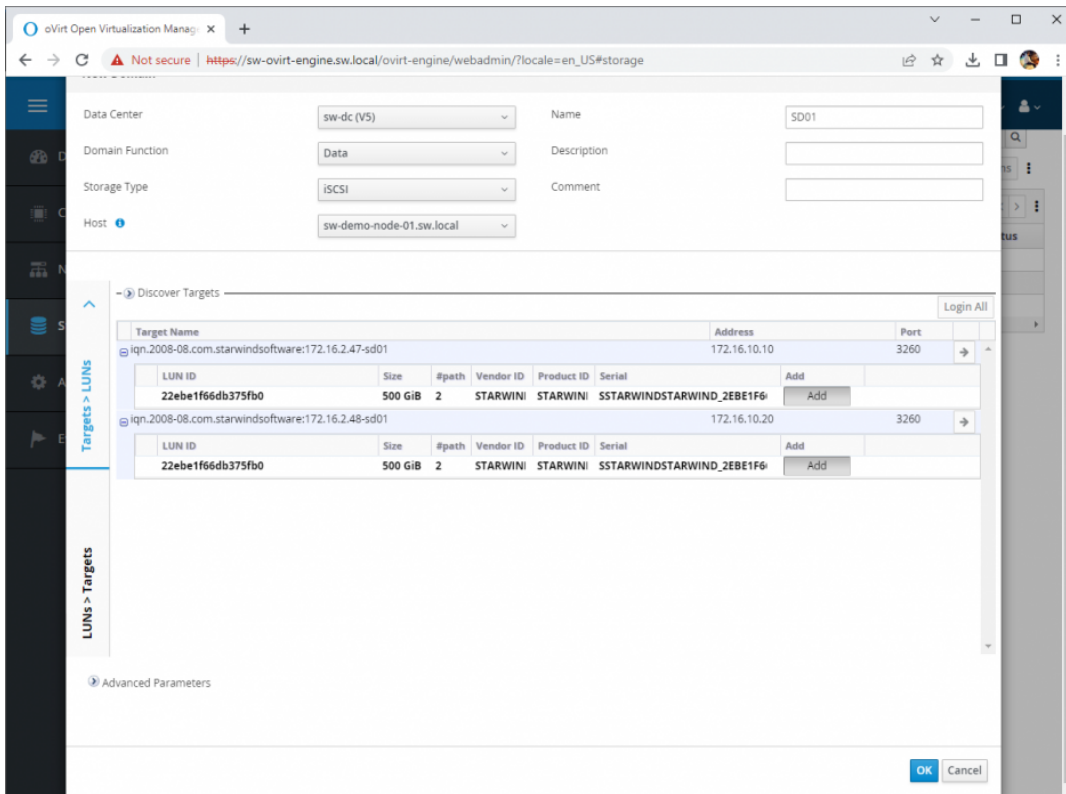 oVirt Open Virtualization Manag
Not secure | https://sw-ovirt-engine.sw.local/ovirt-engine/webadmin/?locale=en_US#storage
Data Center
sw-dc (V5)
Name
SD01
Domain Function
Data
Description
Storage Type
iSCSI
Comment
Host
sw-demo-node-01.sw.local
tus
Discover Targets
Login All
Target Name Address Port
iqn.2008-08.com.starwindsoftware:172.16.2.47-sd01 172.16.10.10 3260
LUN ID Size #path Vendor ID Product ID Serial Add
22ebe1f66db375fb0 500 GiB 2 STARWINI STARWINI SSTARWINDSTARWIND_2EBE1F6 Add
iqn.2008-08.com.starwindsoftware:172.16.2.48-sd01 172.16.10.20 3260
LUN ID Size #path Vendor ID Product ID Serial Add
22ebe1f66db375fb0 500 GiB 2 STARWINI STARWINI SSTARWINDSTARWIND_2EBE1F6 Add
Targets > LUNs
LUNs > Targets
Advanced Parameters
OK Cancel